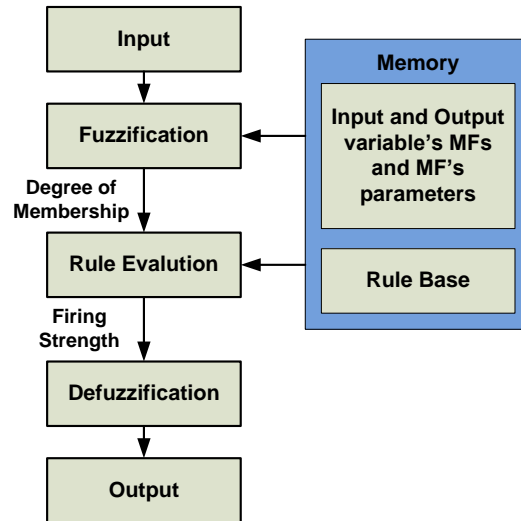 Input
Fuzzification
Degree of
Membership
Rule Evalution
Firing
Strength
Defuzzification
Output
Memory
Input and Output
variable's MFs
and MF's
parameters
Rule Base